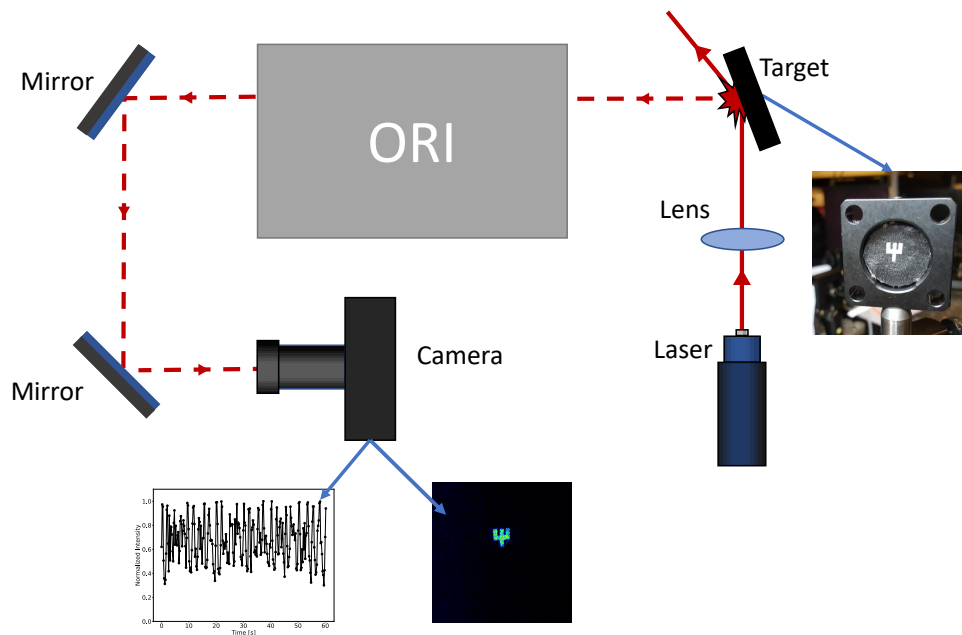 Mirror
ORI
Target
Lens
Laser
Camera
Mirror
Normalized Intensity
1.0
0.8
0.6
0.4
0.2
0.0
0
10
20
30
40
50
60
Time [s]